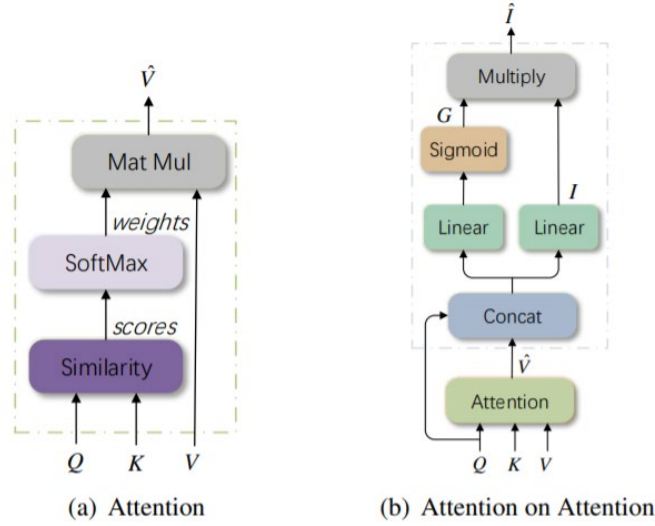 V̂
Mat Mul
weights
SoftMax
scores
Similarity
Q K V
(a) Attention
Î
Multiply
G
Sigmoid
I
Linear Linear
Concat
V̂
Attention
Q K V
(b) Attention on Attention